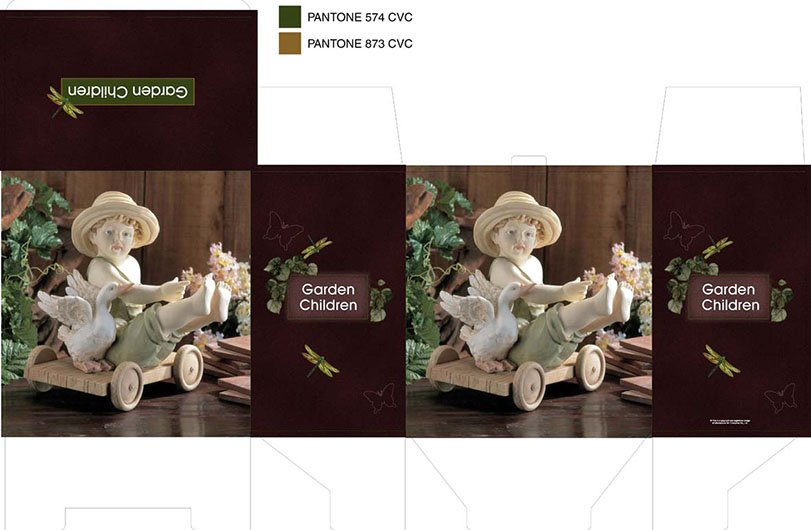 PANTONE 574 CVC
PANTONE 873 CVC
Garden Children
Garden
Children
Garden
Children